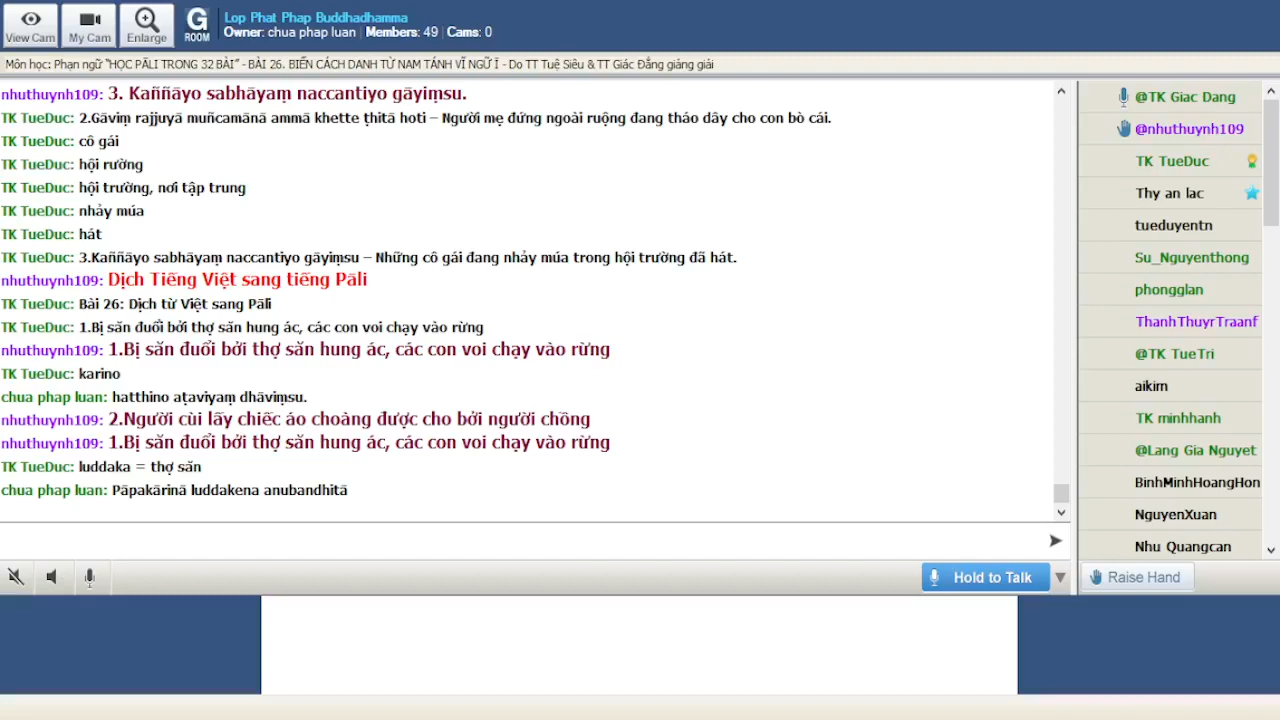 View Cam
My Cam
Enlarge
G
ROOM
Lop Phat Phap Buddhadhamma
Owner: chua phap luan | Members: 49 | Cams: 0
Môn học: Phạn ngữ "HỌC PĀLI TRONG 32 BÀI" - BÀI 26. BIẾN CÁCH DANH TỪ NAM TÁNH VĨ NGỮ Ī - Do TT Tuệ Siêu & TT Giác Đẳng giảng giải
nhuthuynh109: 3. Kaññāyo sabhāyaṃ naccantiyo gāyiṃsu.
TK TueDuc: 2.Gāviṃ rajjuyā muñcamānā ammā khette ṭhitā hoti – Người mẹ đứng ngoài ruộng đang tháo dây cho con bò cái.
TK TueDuc: cô gái
TK TueDuc: hội rường
TK TueDuc: hội trường, nơi tập trung
TK TueDuc: nhảy múa
TK TueDuc: hát
TK TueDuc: 3.Kaññāyo sabhāyaṃ naccantiyo gāyiṃsu – Những cô gái đang nhảy múa trong hội trường đã hát.
nhuthuynh109: Dịch Tiếng Việt sang tiếng Pāli
TK TueDuc: Bài 26: Dịch từ Việt sang Pāli
TK TueDuc: 1.Bị săn đuổi bởi thợ săn hung ác, các con voi chạy vào rừng
nhuthuynh109: 1.Bị săn đuổi bởi thợ săn hung ác, các con voi chạy vào rừng
TK TueDuc: karino
chua phap luan: hatthino aṭaviyaṃ dhāviṃsu.
nhuthuynh109: 2.Người cùi lấy chiếc áo choàng được cho bởi người chồng
nhuthuynh109: 1.Bị săn đuổi bởi thợ săn hung ác, các con voi chạy vào rừng
TK TueDuc: luddaka = thợ săn
chua phap luan: Pāpakārinā luddakena anubandhitā
Hold to Talk
@TK Giac Dang
@nhuthuynh109
TK TueDuc
Thy an lac
tueduyentn
Su_Nguyenthong
phongglan
ThanhThuyrTraanf
@TK TueTri
aikim
TK minhhanh
@Lang Gia Nguyet
BinhMinhHoangHon
NguyenXuan
Nhu Quangcan
Raise Hand